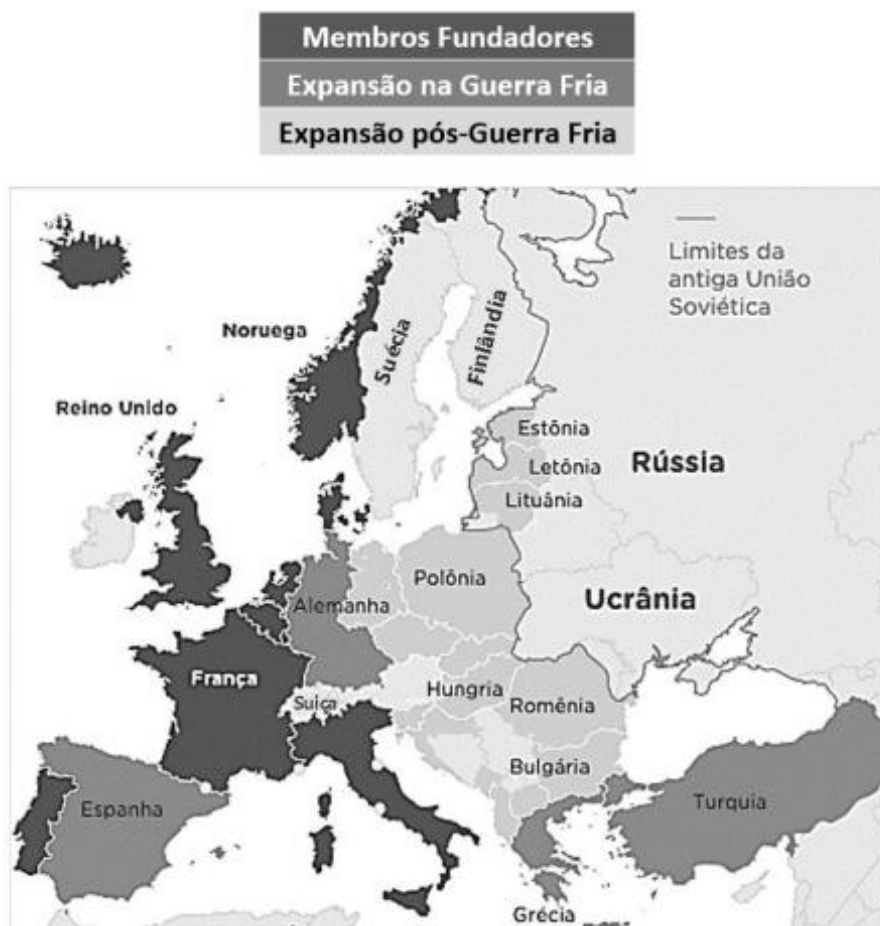 Membros Fundadores
Expansão na Guerra Fria
Expansão pós-Guerra Fria
Limites da
antiga União
Soviética
Noruega
Suécia
Finlândia
Reino Unido
Estônia
Letônia
Rússia
Lituânia
Polônia
Alemanha
Ucrânia
França
Suiça
Hungria
Romênia
Bulgária
Espanha
Turquia
Grécia